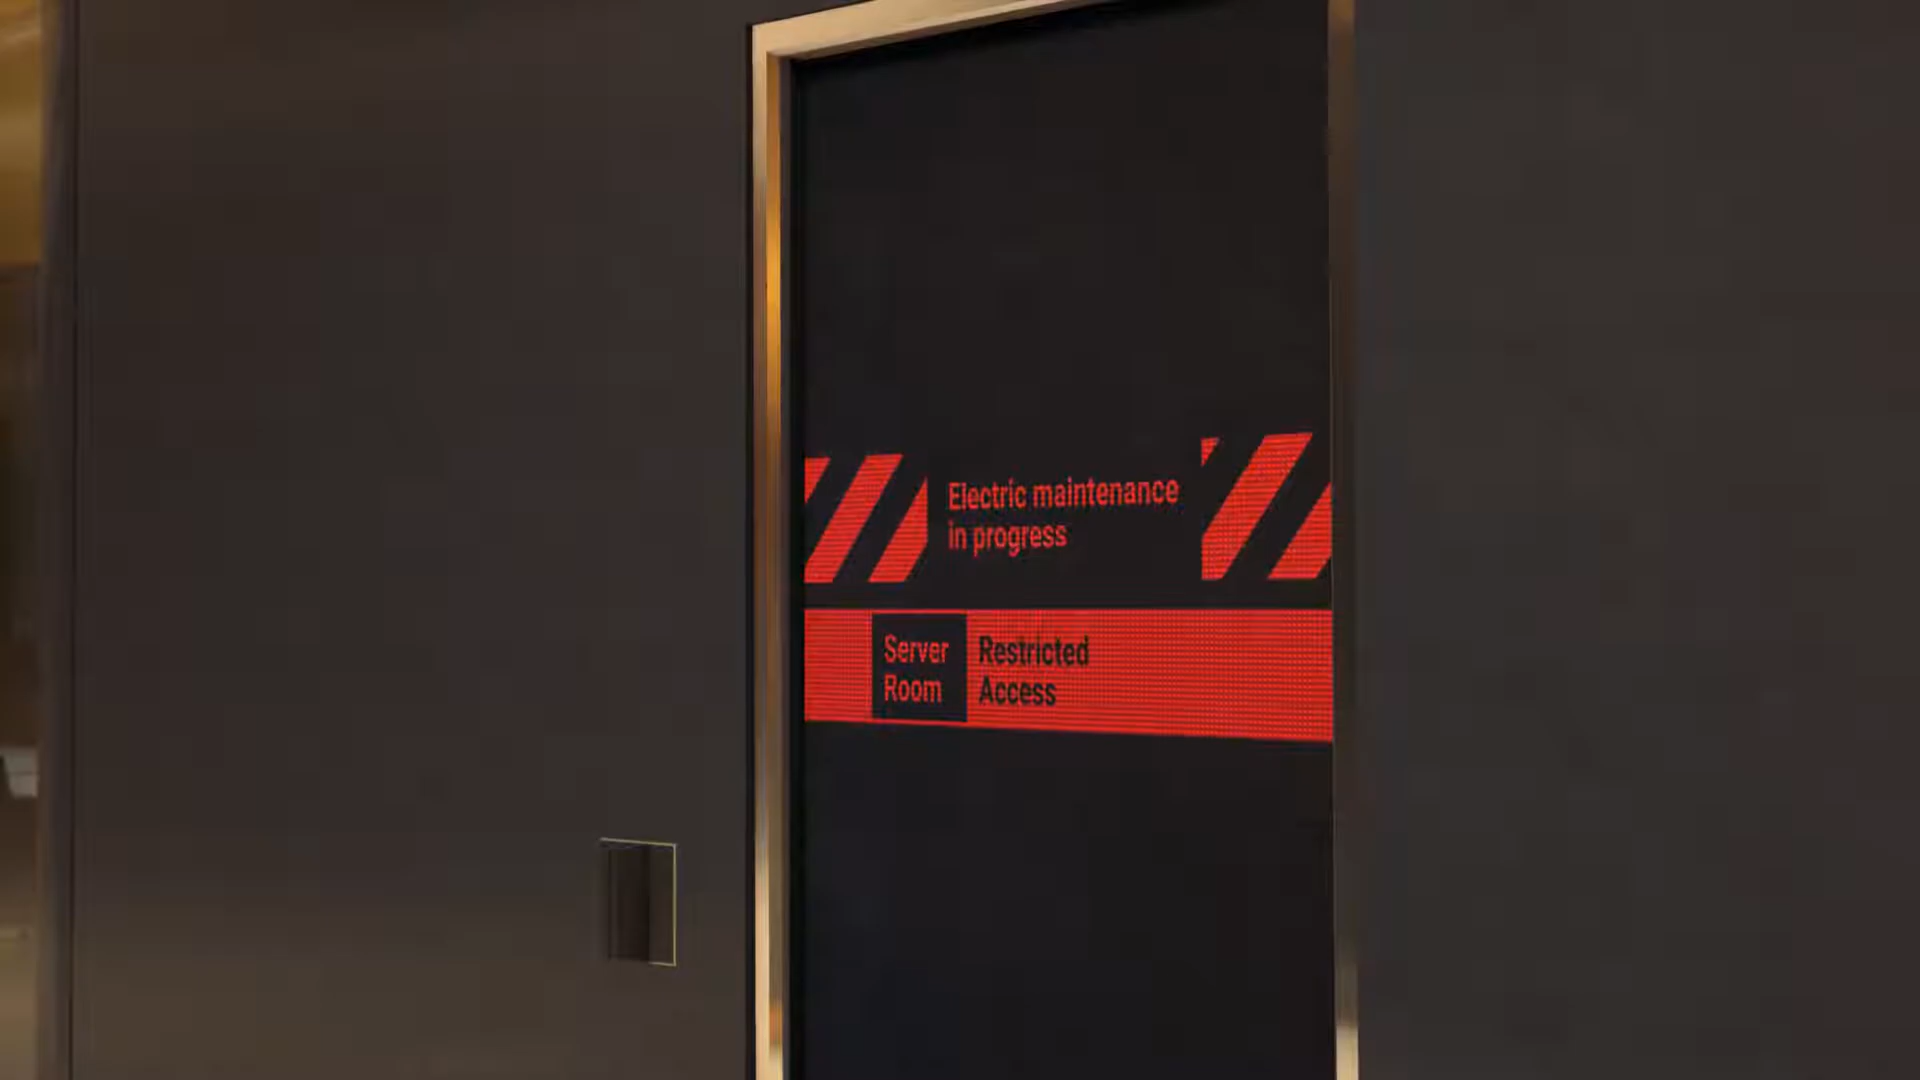 Electric maintenance
in progress
Server
Room
Restricted
Access